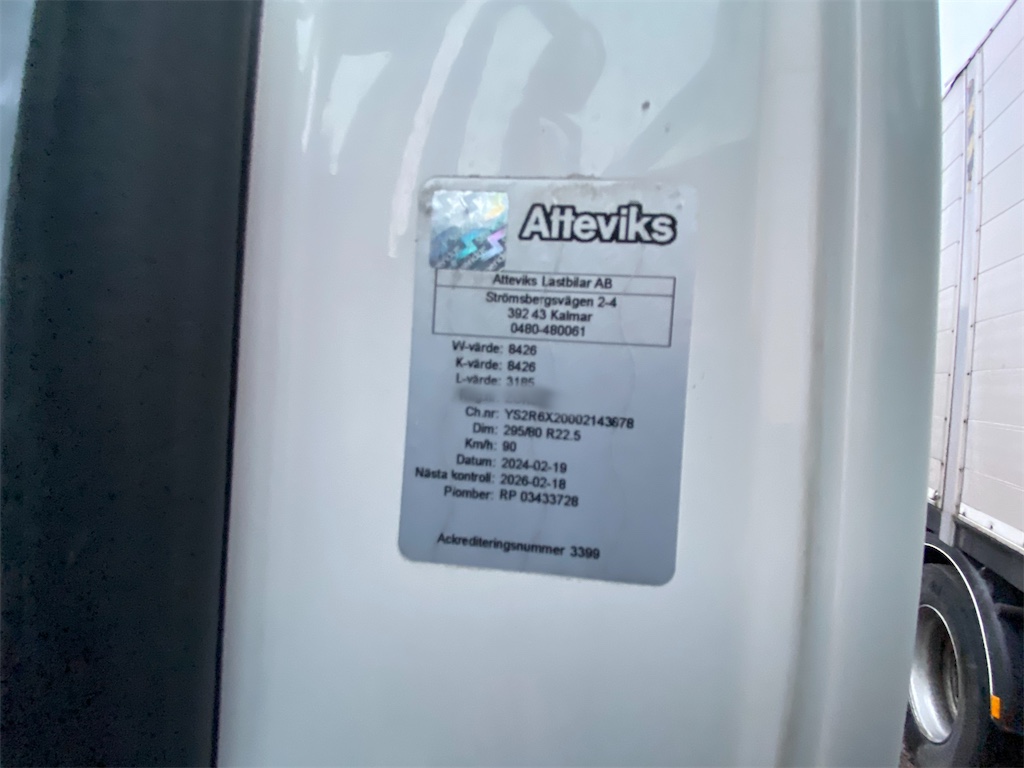 Atteviks
Atteviks Lastbilar AB
Strömsbergsvägen 2-4
392 43 Kalmar
0480-480061
W-värde: 8426
K-värde: 8426
L-värde: 3185
Ch.nr: YS2R6X20002143678
Dim: 295/80 R22.5
Km/h: 90
Datum: 2024-02-19
Nästa kontroll: 2026-02-18
Plomber: RP 03433728
Ackrediteringsnummer 3399